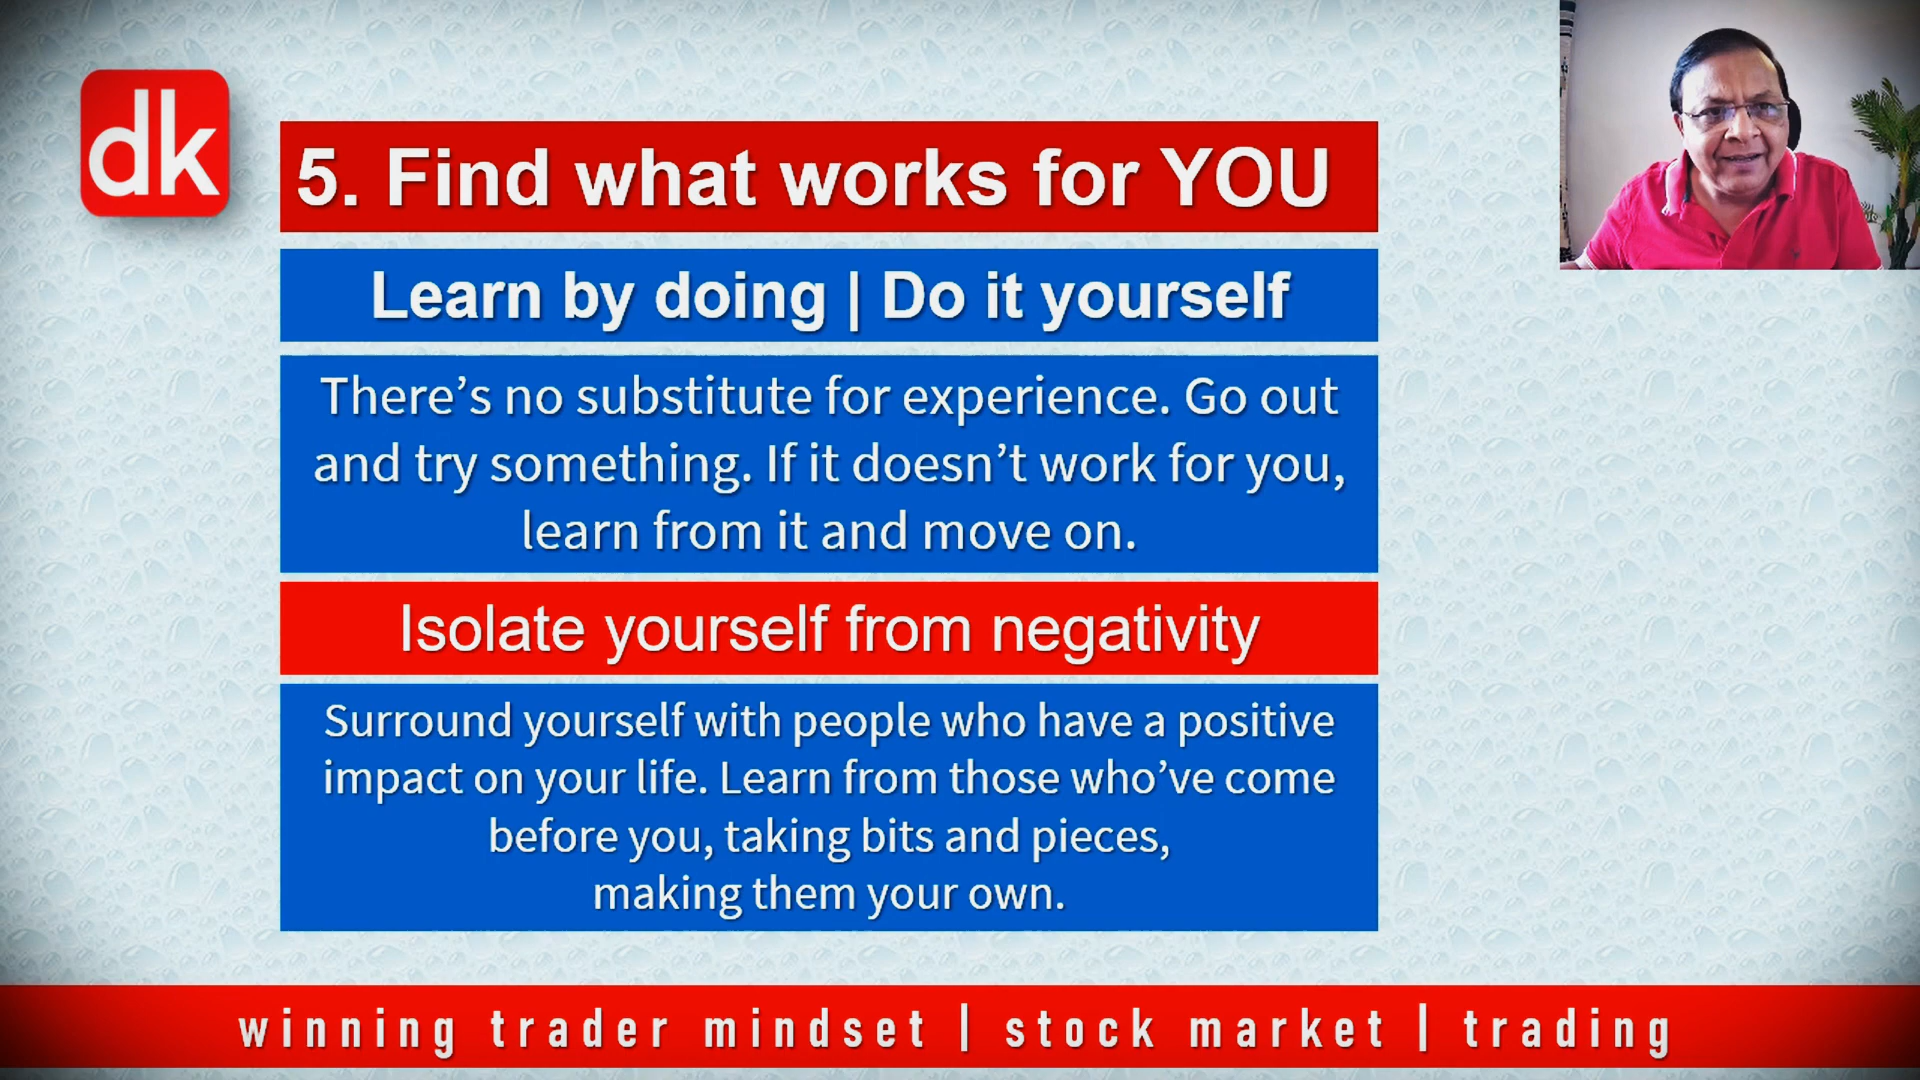 dk
5. Find what works for YOU
Learn by doing | Do it yourself
There’s no substitute for experience. Go out
and try something. If it doesn’t work for you,
learn from it and move on.
Isolate yourself from negativity
Surround yourself with people who have a positive
impact on your life. Learn from those who’ve come
before you, taking bits and pieces,
making them your own.
winning trader mindset | stock market | trading